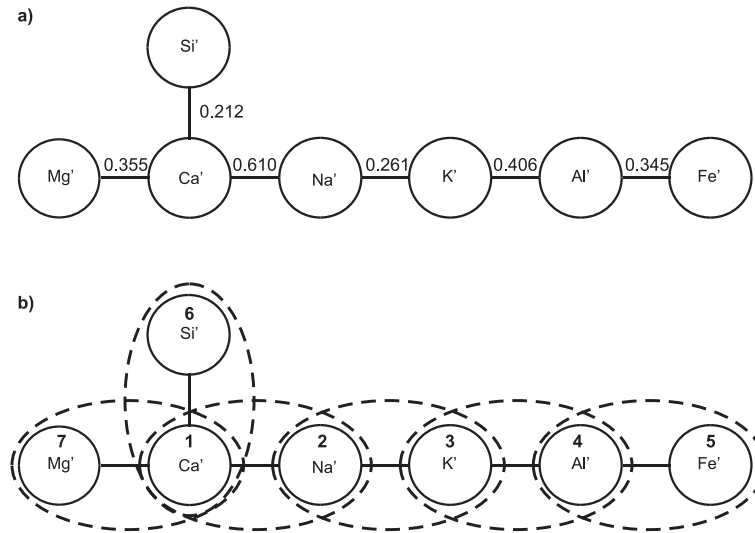 a)
Si’
0.212
Mg’ 0.355 Ca’ 0.610 Na’ 0.261 K’ 0.406 Al’ 0.345 Fe’
b)
6
Si’
7 1 2 3 4 5
Mg’ Ca’ Na’ K’ Al’ Fe’